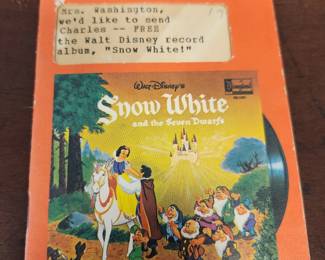 Mrs. Washington,
we'd like to send
Charles -- FREE
the Walt Disney record
album, "Snow White!"
WALT DISNEY'S
Snow White
and the Seven Dwarfs